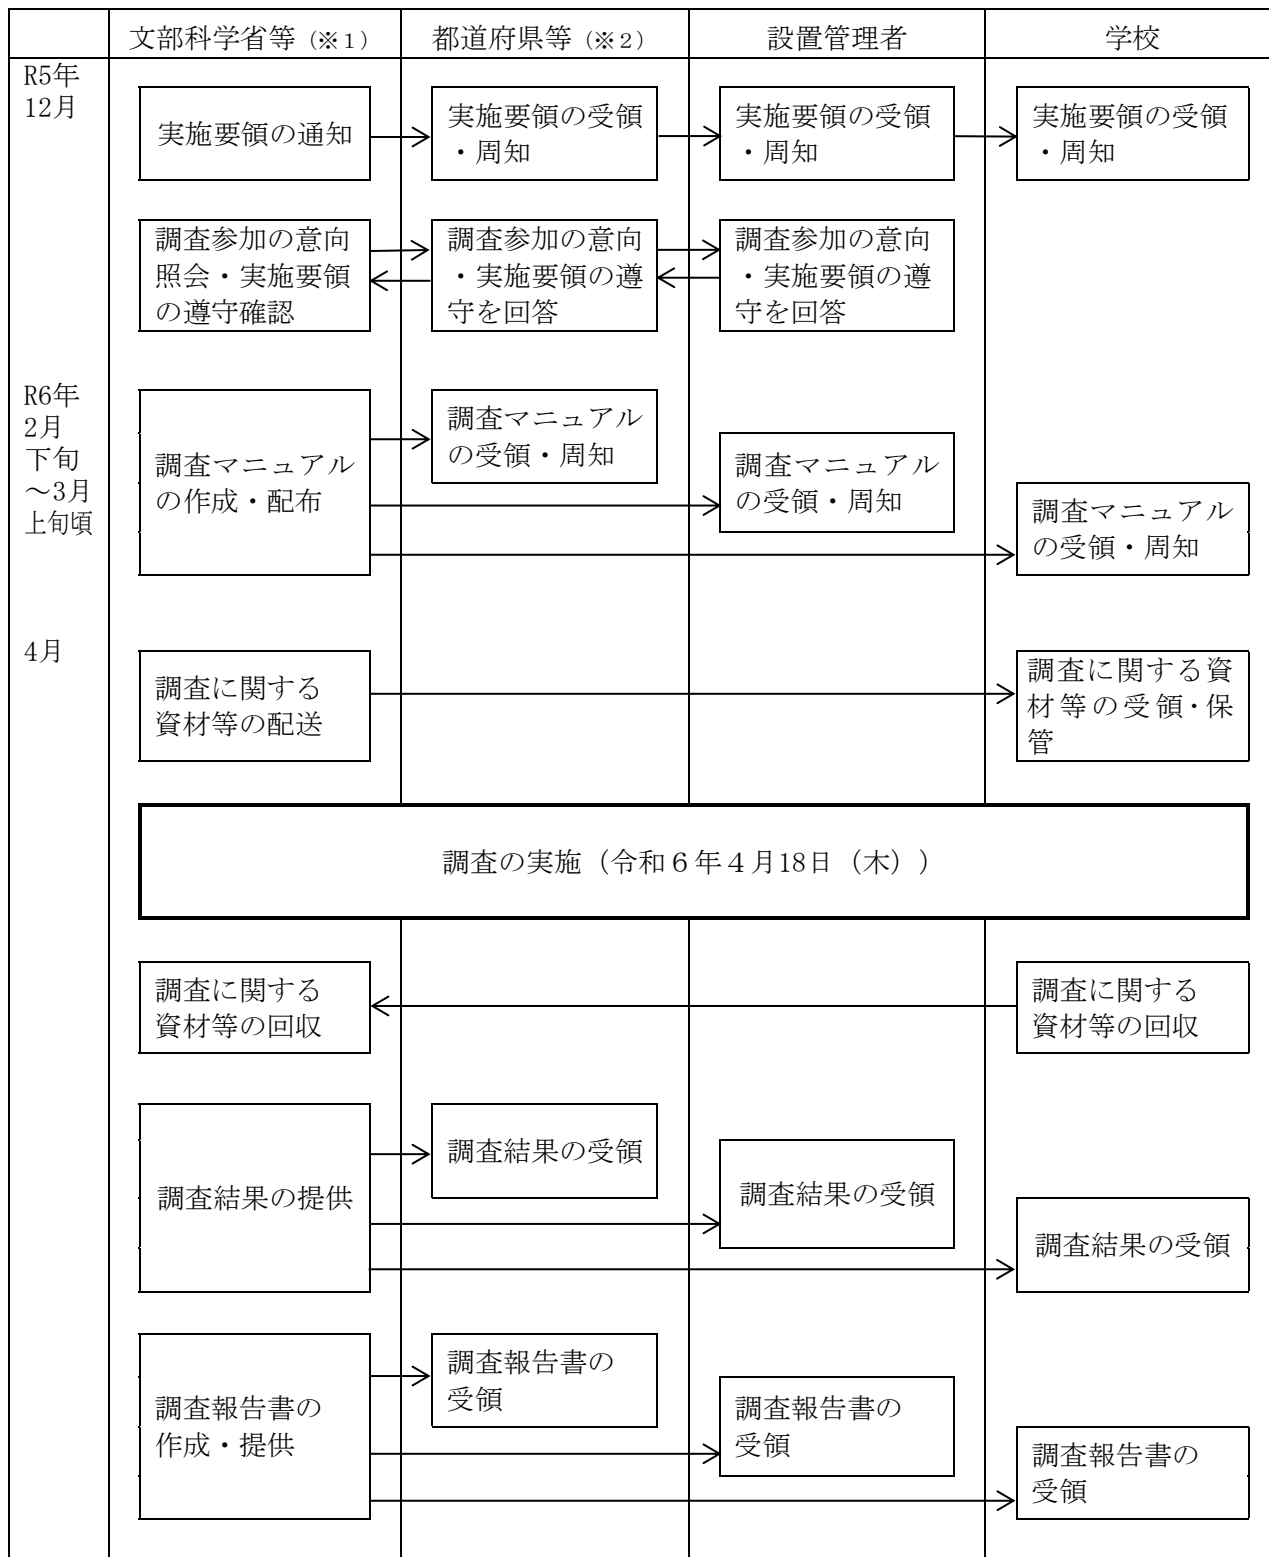 文部科学省等（※１）
都道府県等（※２）
設置管理者
学校
R5年
12月
実施要領の通知
実施要領の受領
・周知
実施要領の受領
・周知
実施要領の受領
・周知
調査参加の意向
照会・実施要領
の遵守確認
調査参加の意向
・実施要領の遵
守を回答
調査参加の意向
・実施要領の遵
守を回答
R6年
2月
下旬
～3月
上旬頃
調査マニュアル
の作成・配布
調査マニュアル
の受領・周知
調査マニュアル
の受領・周知
調査マニュアル
の受領・周知
4月
調査に関する
資材等の配送
調査に関する資
材等の受領・保
管
調査の実施（令和６年４月18日（木））
調査に関する
資材等の回収
調査に関する
資材等の回収
調査結果の提供
調査結果の受領
調査結果の受領
調査結果の受領
調査報告書の
作成・提供
調査報告書の
受領
調査報告書の
受領
調査報告書の
受領